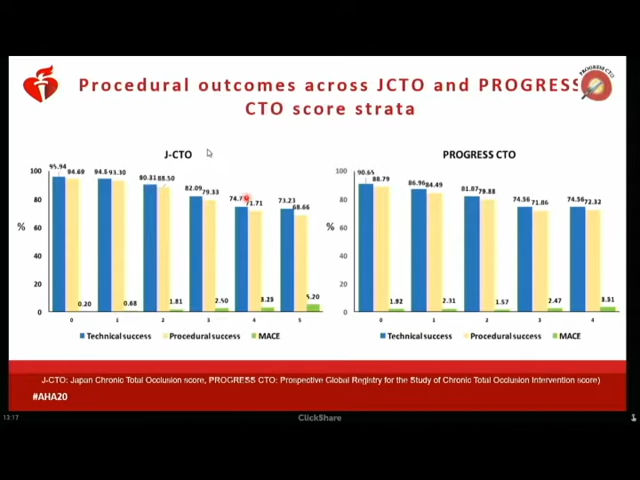 Procedural outcomes across JCTO and PROGRESS
CTO score strata
PROGRESS CTO
J-CTO
100
80
60
40
20
0
%
95.94 94.69 0.20
93.30 0.68
88.50 1.81
82.09 79.33 2.50
71.71 3.23
73.23 68.66 5.20
0 1 2 3 4 5
Technical success Procedural success MACE
PROGRESS CTO
100
80
60
40
20
0
%
90.65 88.79 1.92
86.96 84.49 2.31
81.87 79.88 1.57
74.56 71.86 2.47
74.56 72.32 3.51
0 1 2 3 4
Technical success Procedural success MACE
J-CTO: Japan Chronic Total Occlusion score, PROGRESS CTO: Prospective Global Registry for the Study of Chronic Total Occlusion Intervention score)
#AHA20
13:17
ClickShare